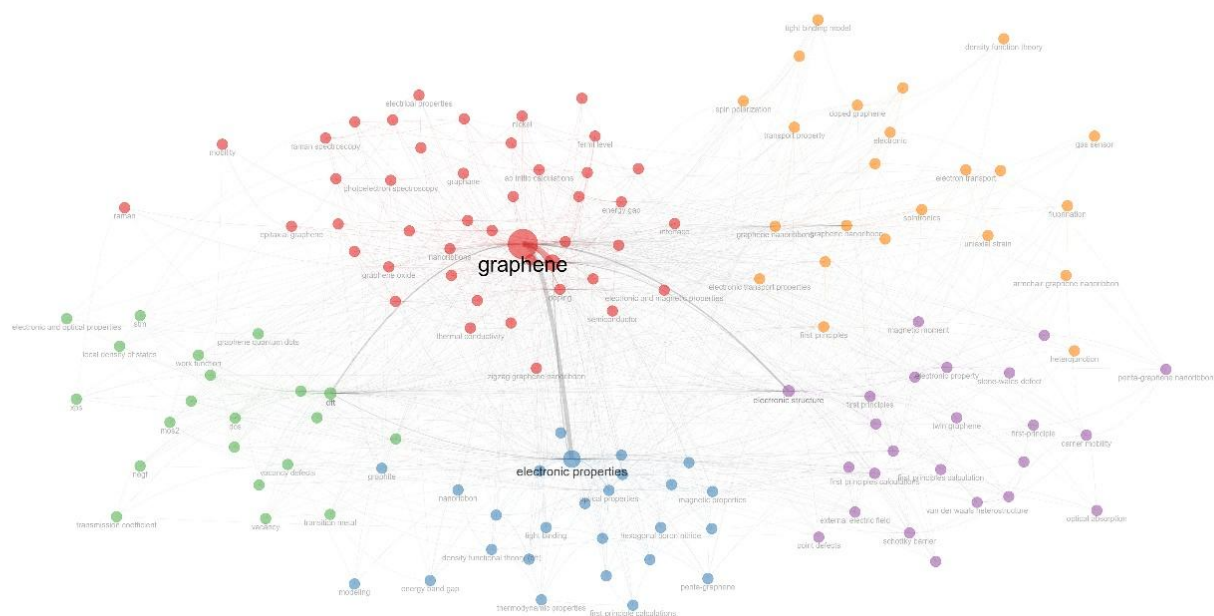 tight binding model
density function theory
electrical properties
spin polarization
doped graphene
transport property
electronic
gas sensor
nickel
fermi level
raman spectroscopy
mobility
graphane
ab initio calculations
photoelectron spectroscopy
electron transport
energy gap
spintronics
fluorination
raman
epitaxial graphene
interface
graphene nanoribbons
graphene nanoribbon
uniaxial strain
nanoribbons
graphene
graphene oxide
electronic transport properties
armchair graphene nanoribbon
doping
electronic and magnetic properties
semiconductor
electronic and optical properties
stm
graphene quantum dots
thermal conductivity
first principles
magnetic moment
local density of states
work function
heterojunction
zigzag graphene nanoribbon
electronic property
stone-wales defect
penta-graphene nanoribbon
dft
electronic structure
first principles
xps
mos2
dos
twin graphene
first-principle
carrier mobility
negf
vacancy defects
graphite
electronic properties
first principles calculations
first principles calculation
nanoribbon
optical properties
magnetic properties
van der waals heterostructure
transmission coefficient
vacancy
transition metal
external electric field
optical absorption
tight binding
hexagonal boron nitride
point defects
schottky barrier
density functional theory (dft)
modeling
energy band gap
penta-graphene
thermodynamic properties
first principle calculations